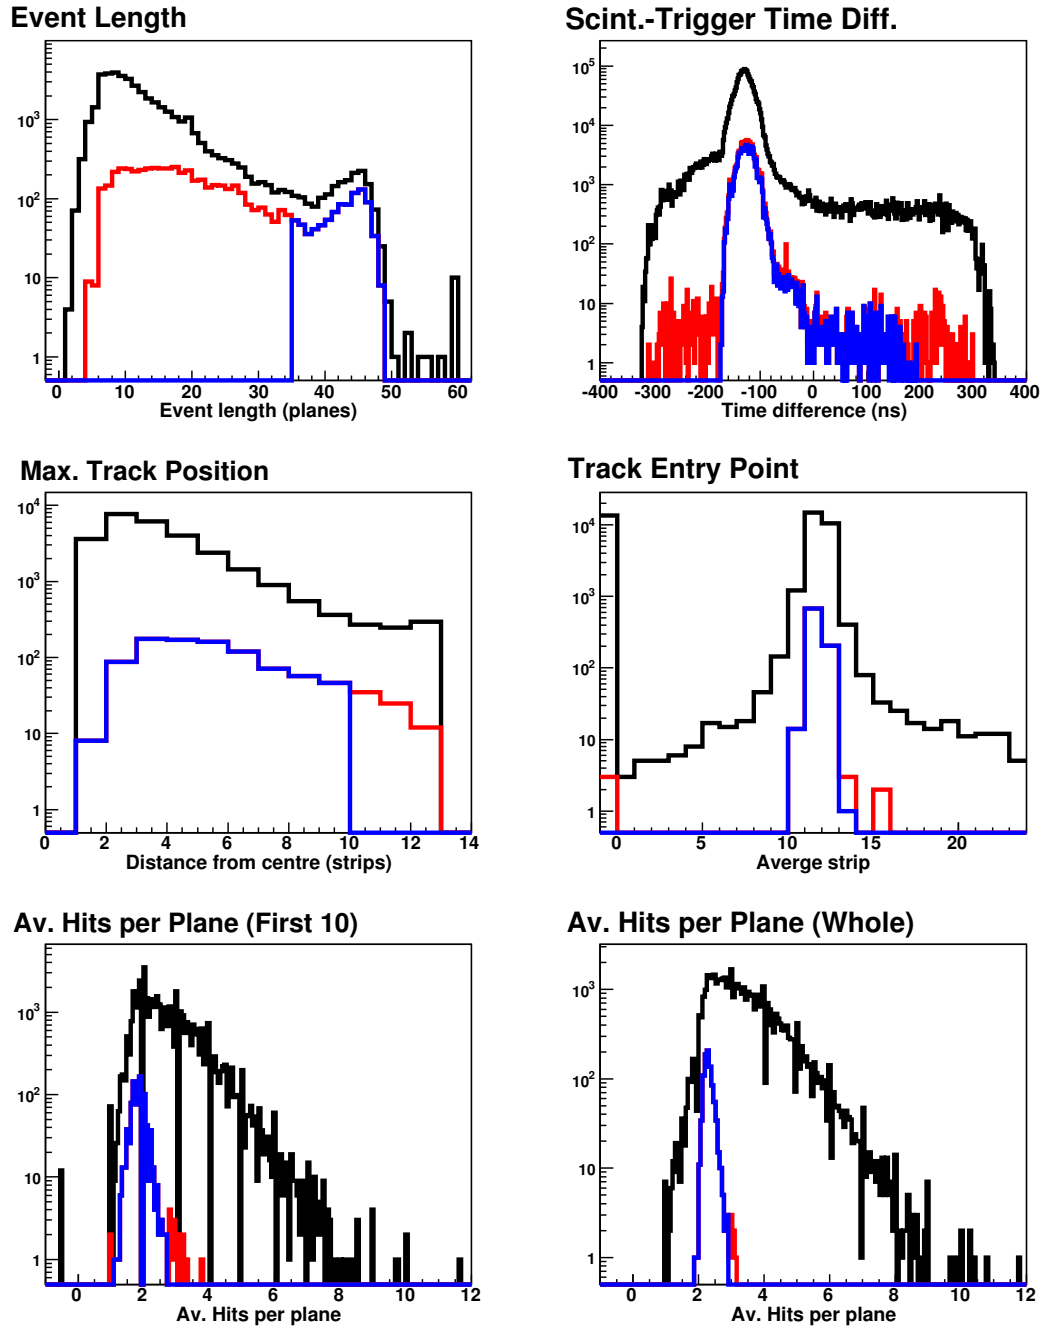 Event Length
10³
10²
10
1
0 10 20 30 40 50 60
Event length (planes)
Scint.-Trigger Time Diff.
10⁵
10⁴
10³
10²
10
1
-400 -300 -200 -100 0 100 200 300 400
Time difference (ns)
Max. Track Position
10⁴
10³
10²
10
1
0 2 4 6 8 10 12 14
Distance from centre (strips)
Track Entry Point
10⁴
10³
10²
10
1
0 5 10 15 20
Averge strip
Av. Hits per Plane (First 10)
10³
10²
10
1
0 2 4 6 8 10 12
Av. Hits per plane
Av. Hits per Plane (Whole)
10³
10²
10
1
0 2 4 6 8 10 12
Av. Hits per plane